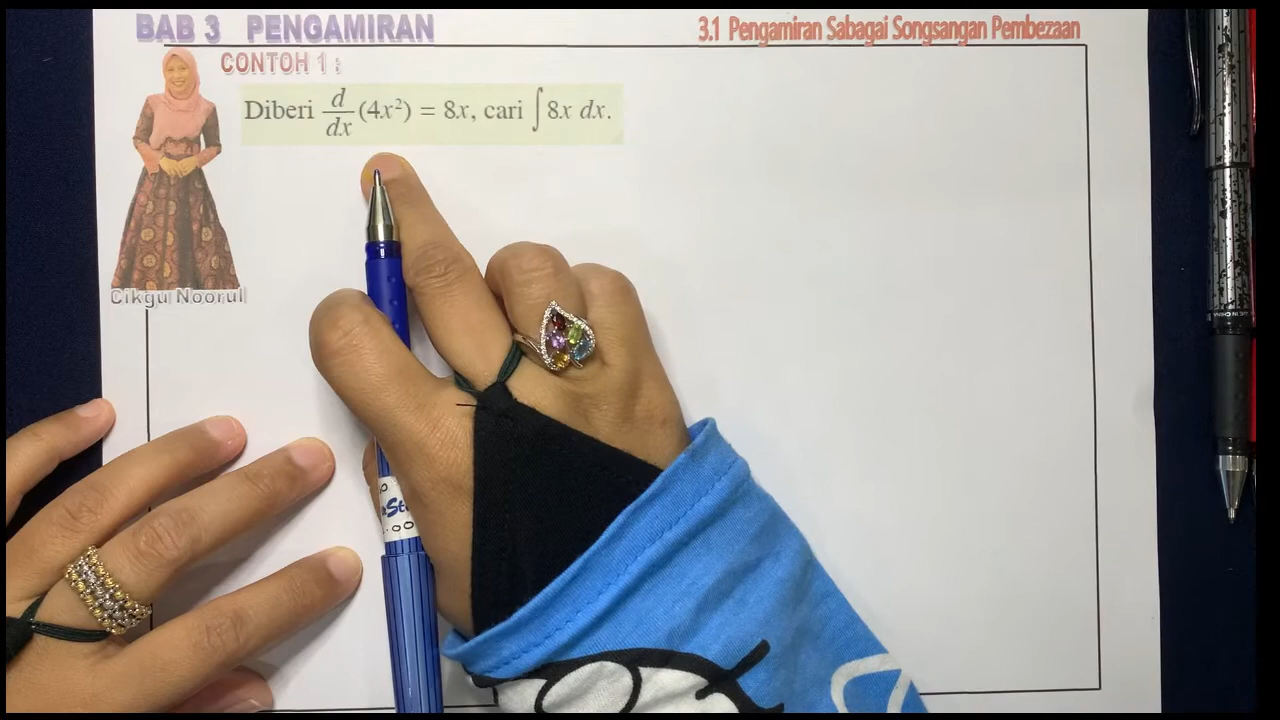 BAB 3 PENGAMIRAN
3.1 Pengamiran Sabagai Songsangan Pembezaan
CONTOH 1 :
Diberi d/dx (4x²) = 8x, cari ∫ 8x dx.
Cikgu Noorul